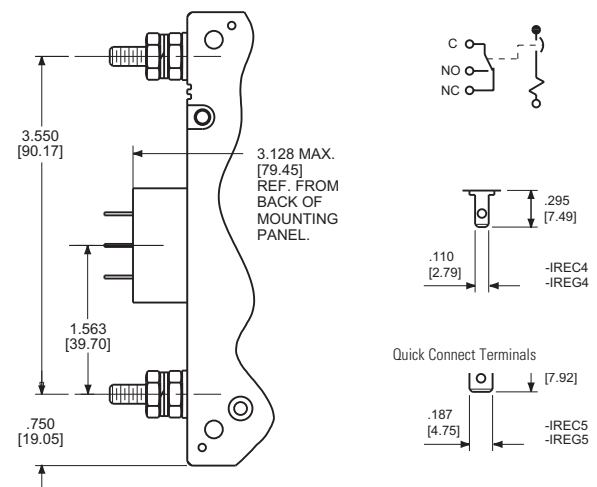 3.550
[90.17]
3.128 MAX.
[79.45]
REF. FROM
BACK OF
MOUNTING
PANEL.
1.563
[39.70]
.750
[19.05]
C
NO
NC
.295
[7.49]
.110
[2.79]
-IREC4
-IREG4
Quick Connect Terminals
[7.92]
.187
[4.75]
-IREC5
-IREG5